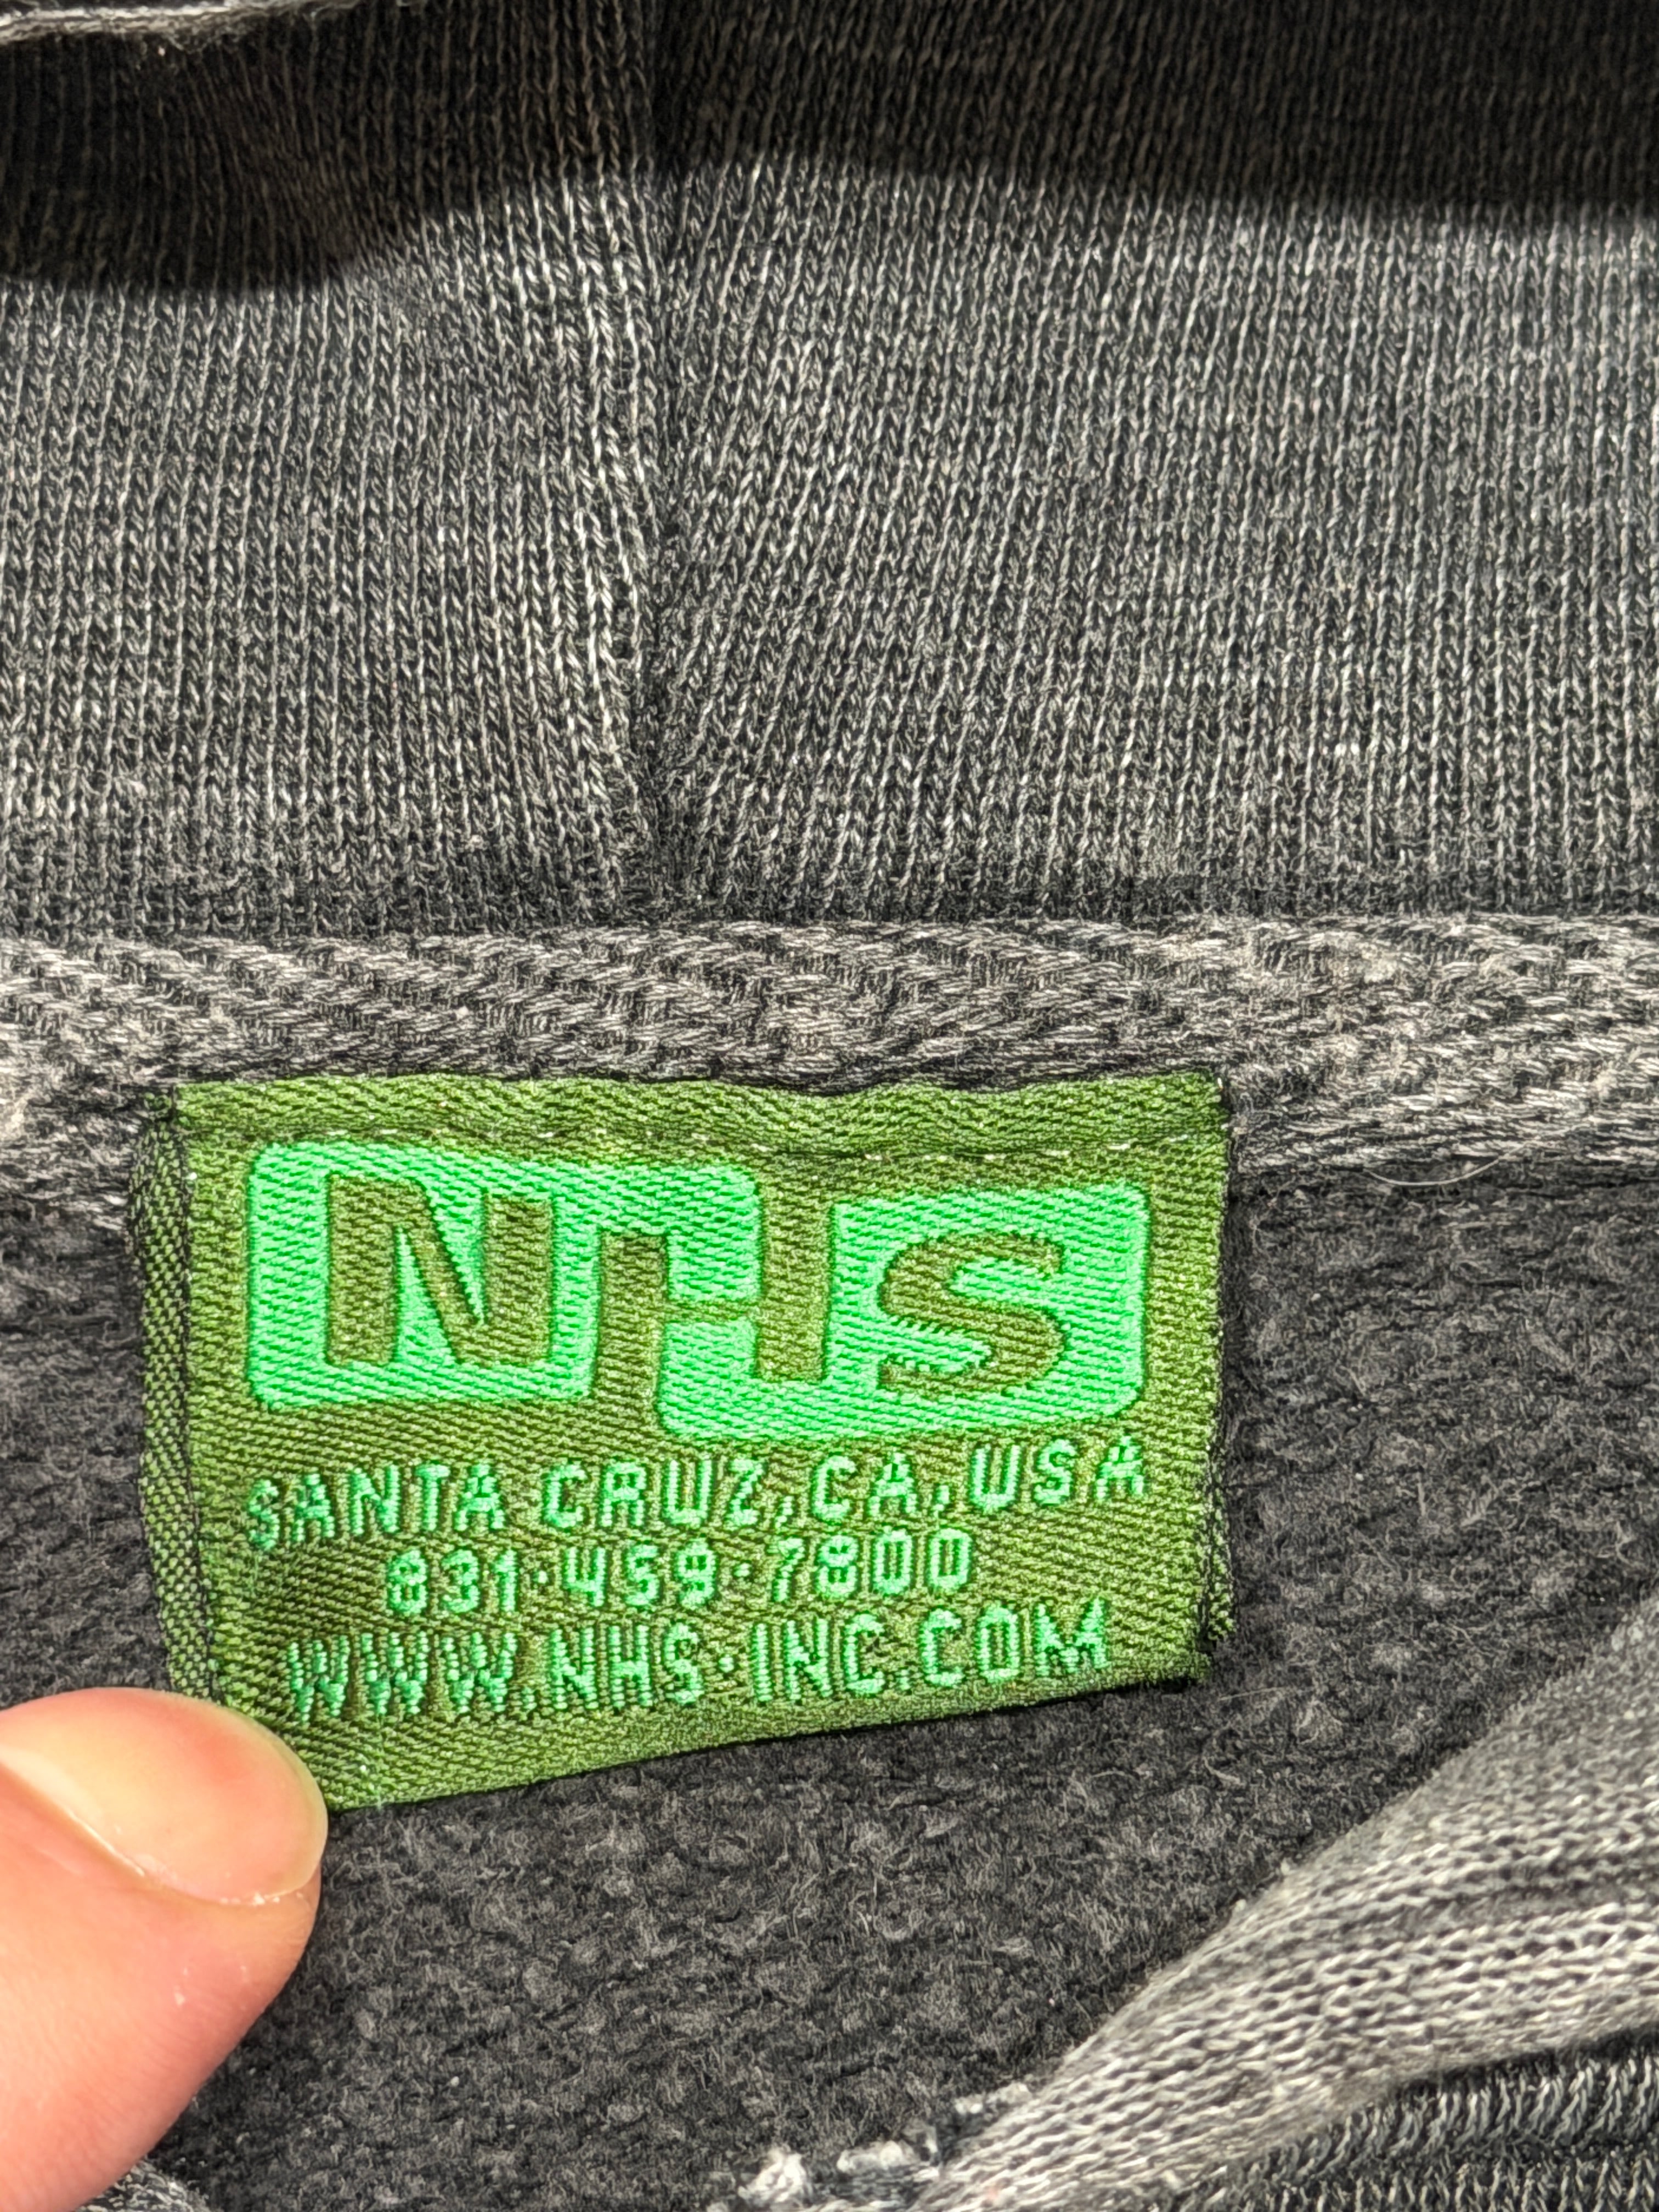 NHS
SANTA CRUZ, CA, USA
831·459·7800
WWW.NHS-INC.COM